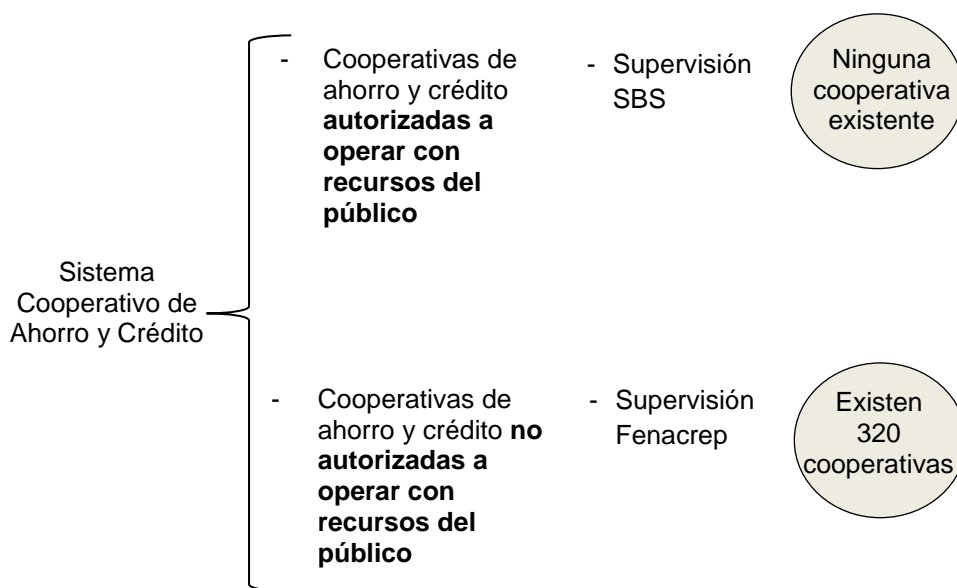 Sistema
Cooperativo de
Ahorro y Crédito
- Cooperativas de
ahorro y crédito
autorizadas a
operar con
recursos del
público
- Supervisión
SBS
Ninguna
cooperativa
existente
- Cooperativas de
ahorro y crédito no
autorizadas a
operar con
recursos del
público
- Supervisión
Fenacrep
Existen
320
cooperativas